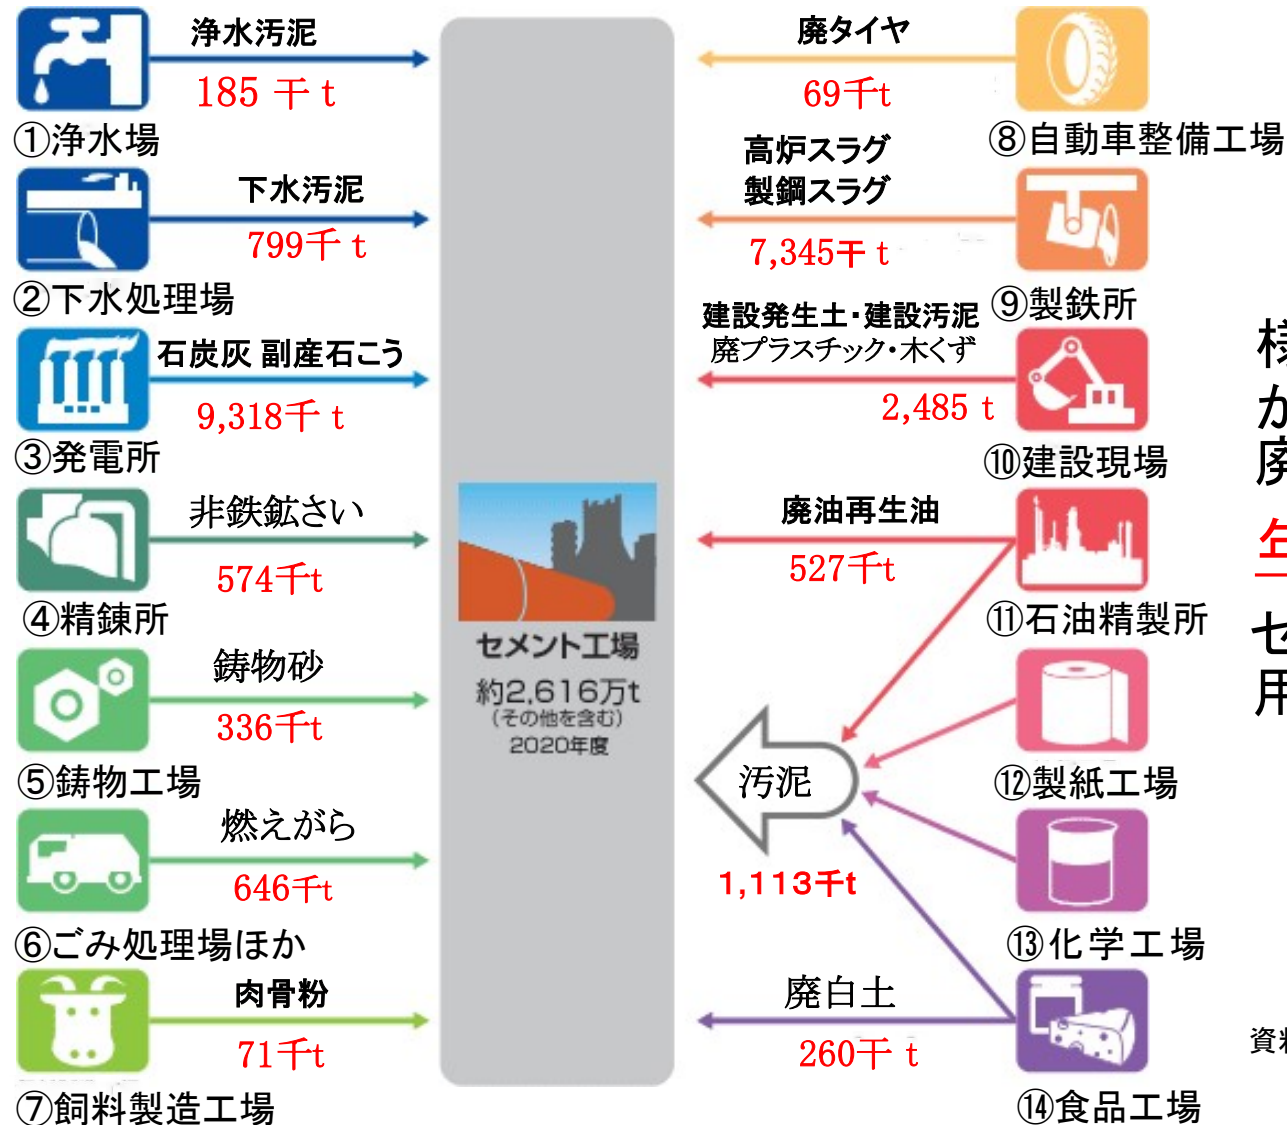 浄水汚泥
185 干 t
①浄水場
下水汚泥
799千 t
②下水処理場
石炭灰 副産石こう
9,318千 t
③発電所
非鉄鉱さい
574千t
④精錬所
鋳物砂
336千t
⑤鋳物工場
燃えがら
646千t
⑥ごみ処理場ほか
肉骨粉
71千t
⑦飼料製造工場
セメント工場
約2,616万t
(その他を含む)
2020年度
廃タイヤ
69千t
⑧自動車整備工場
高炉スラグ
製鋼スラグ
7,345干 t
⑨製鉄所
建設発生土・建設汚泥
廃プラスチック・木くず
2,485 t
⑩建設現場
廃油再生油
527千t
⑪石油精製所
汚泥
1,113千t
⑫製紙工場
⑬化学工場
廃白土
260干 t
⑭食品工場
様
か
廃
年
セ
用
資料